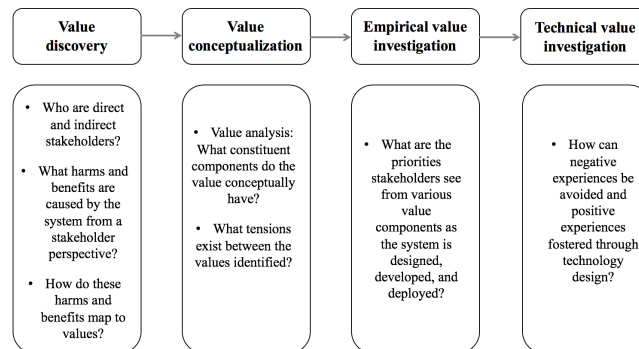 Value
discovery
Value
conceptualization
Empirical value
investigation
Technical value
investigation
• Who are direct
and indirect
stakeholders?
• What harms and
benefits are
caused by the
system from a
stakeholder
perspective?
• How do these
harms and
benefits map to
values?
• Value analysis:
What constituent
components do the
value conceptually
have?
• What tensions
exist between the
values identified?
• What are the
priorities
stakeholders see
from various
value
components as
the system is
designed,
developed, and
deployed?
• How can
negative
experiences be
avoided and
positive
experiences
fostered through
technology
design?